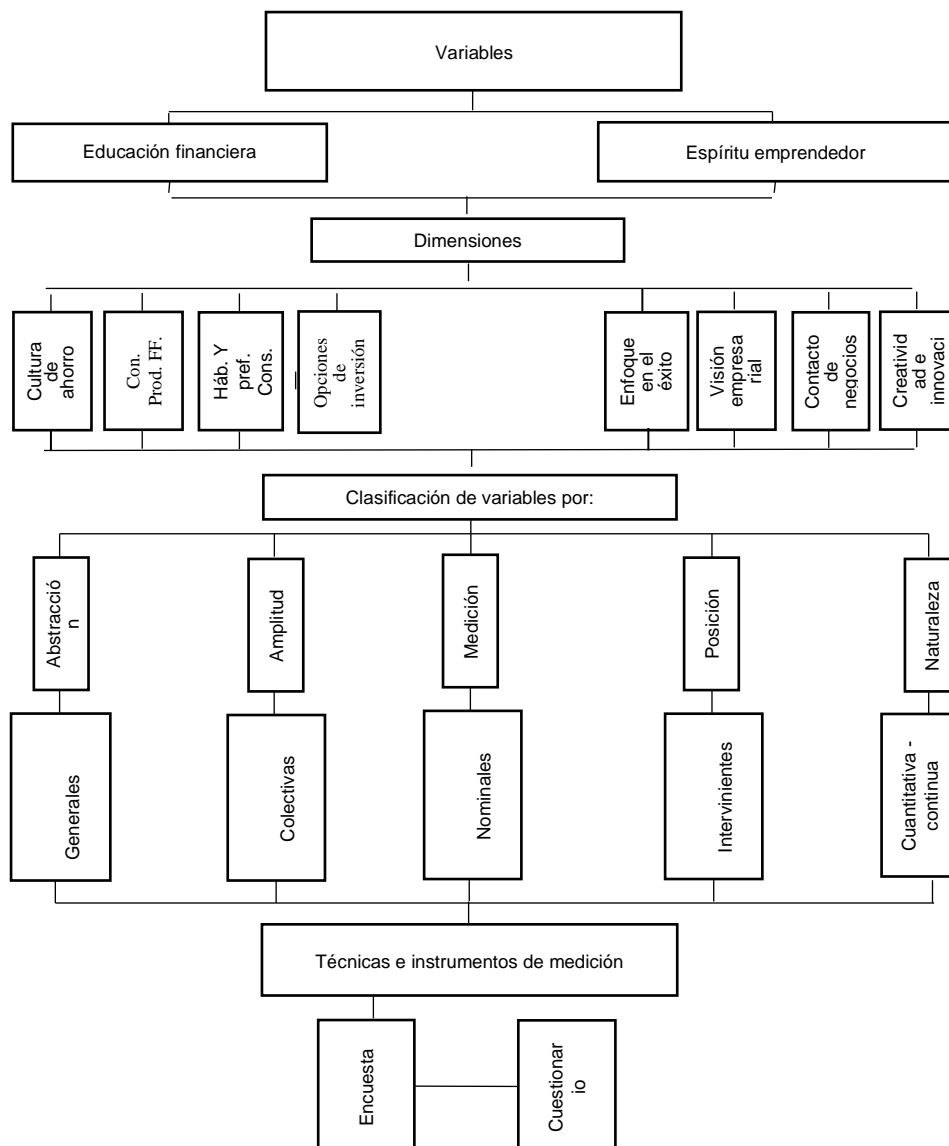 Variables
Educación financiera
Espíritu emprendedor
Dimensiones
Cultura
de
ahorro
Con.
Prod. FF.
Háb. Y
pref.
Cons.
Opciones
de
inversión
Enfoque
en el
éxito
Visión
empresa
rial
Contacto
de
negocios
Creativid
ad e
innovaci
Clasificación de variables por:
Abstracció
n
Amplitud
Medición
Posición
Naturaleza
Generales
Colectivas
Nominales
Intervinientes
Cuantitativa -
continua
Técnicas e instrumentos de medición
Encuesta
Cuestionar
io